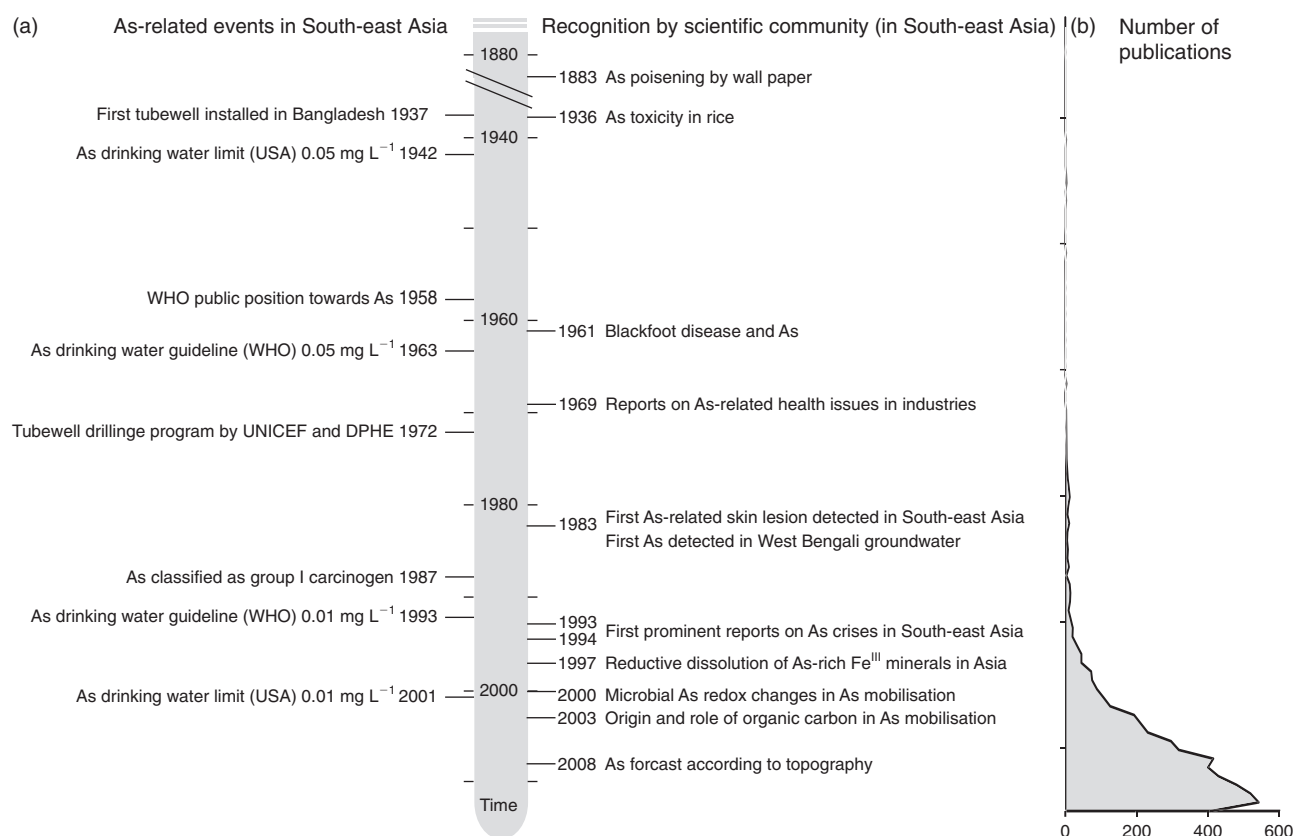 (a)
As-related events in South-east Asia
Recognition by scientific community (in South-east Asia)
(b)
Number of
publications
1880
1883 As poisening by wall paper
First tubewell installed in Bangladesh 1937
1936 As toxicity in rice
1940
As drinking water limit (USA) 0.05 mg L⁻¹ 1942
WHO public position towards As 1958
1960
1961 Blackfoot disease and As
As drinking water guideline (WHO) 0.05 mg L⁻¹ 1963
1969 Reports on As-related health issues in industries
Tubewell drillinge program by UNICEF and DPHE 1972
1980
1983 First As-related skin lesion detected in South-east Asia
First As detected in West Bengali groundwater
As classified as group I carcinogen 1987
As drinking water guideline (WHO) 0.01 mg L⁻¹ 1993
1993
1994
First prominent reports on As crises in South-east Asia
1997 Reductive dissolution of As-rich Feᴵᴵᴵ minerals in Asia
As drinking water limit (USA) 0.01 mg L⁻¹ 2001
2000
2000 Microbial As redox changes in As mobilisation
2003 Origin and role of organic carbon in As mobilisation
2008 As forcast according to topography
Time
0 200 400 600